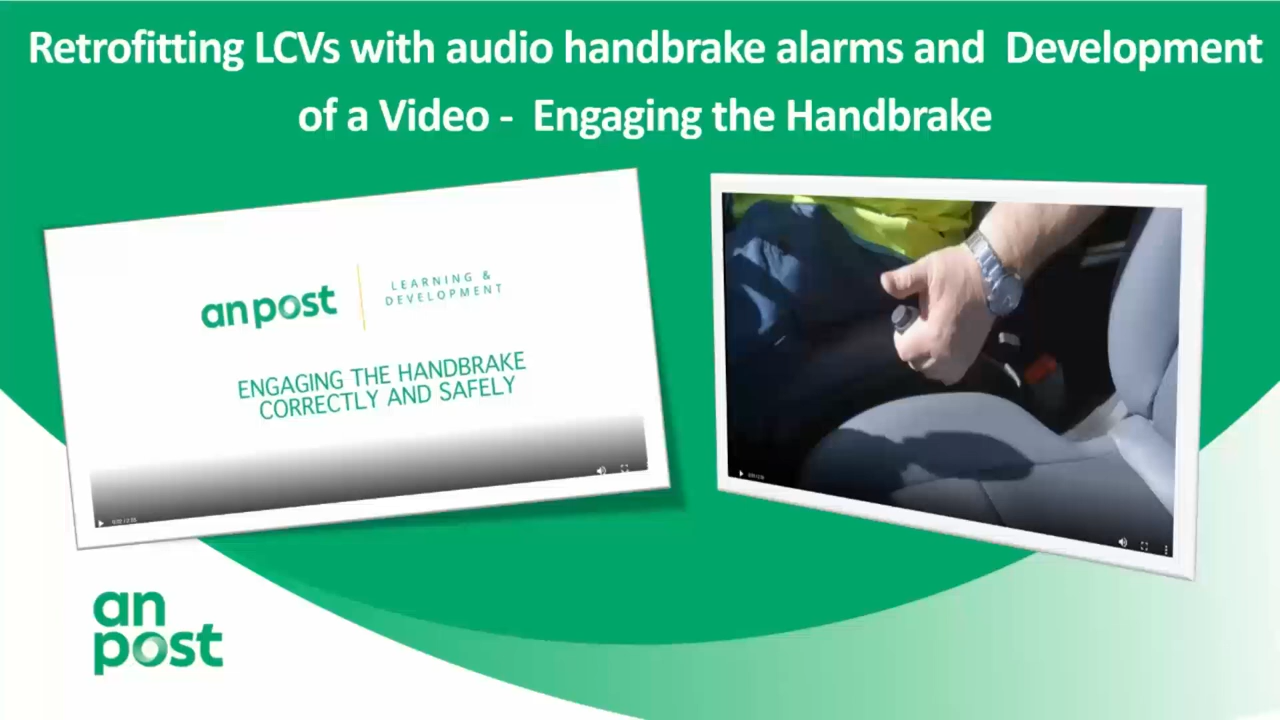 Retrofitting LCVs with audio handbrake alarms and  Development
of a Video -  Engaging the Handbrake
an post
LEARNING &
DEVELOPMENT
ENGAGING THE HANDBRAKE
CORRECTLY AND SAFELY
an
post